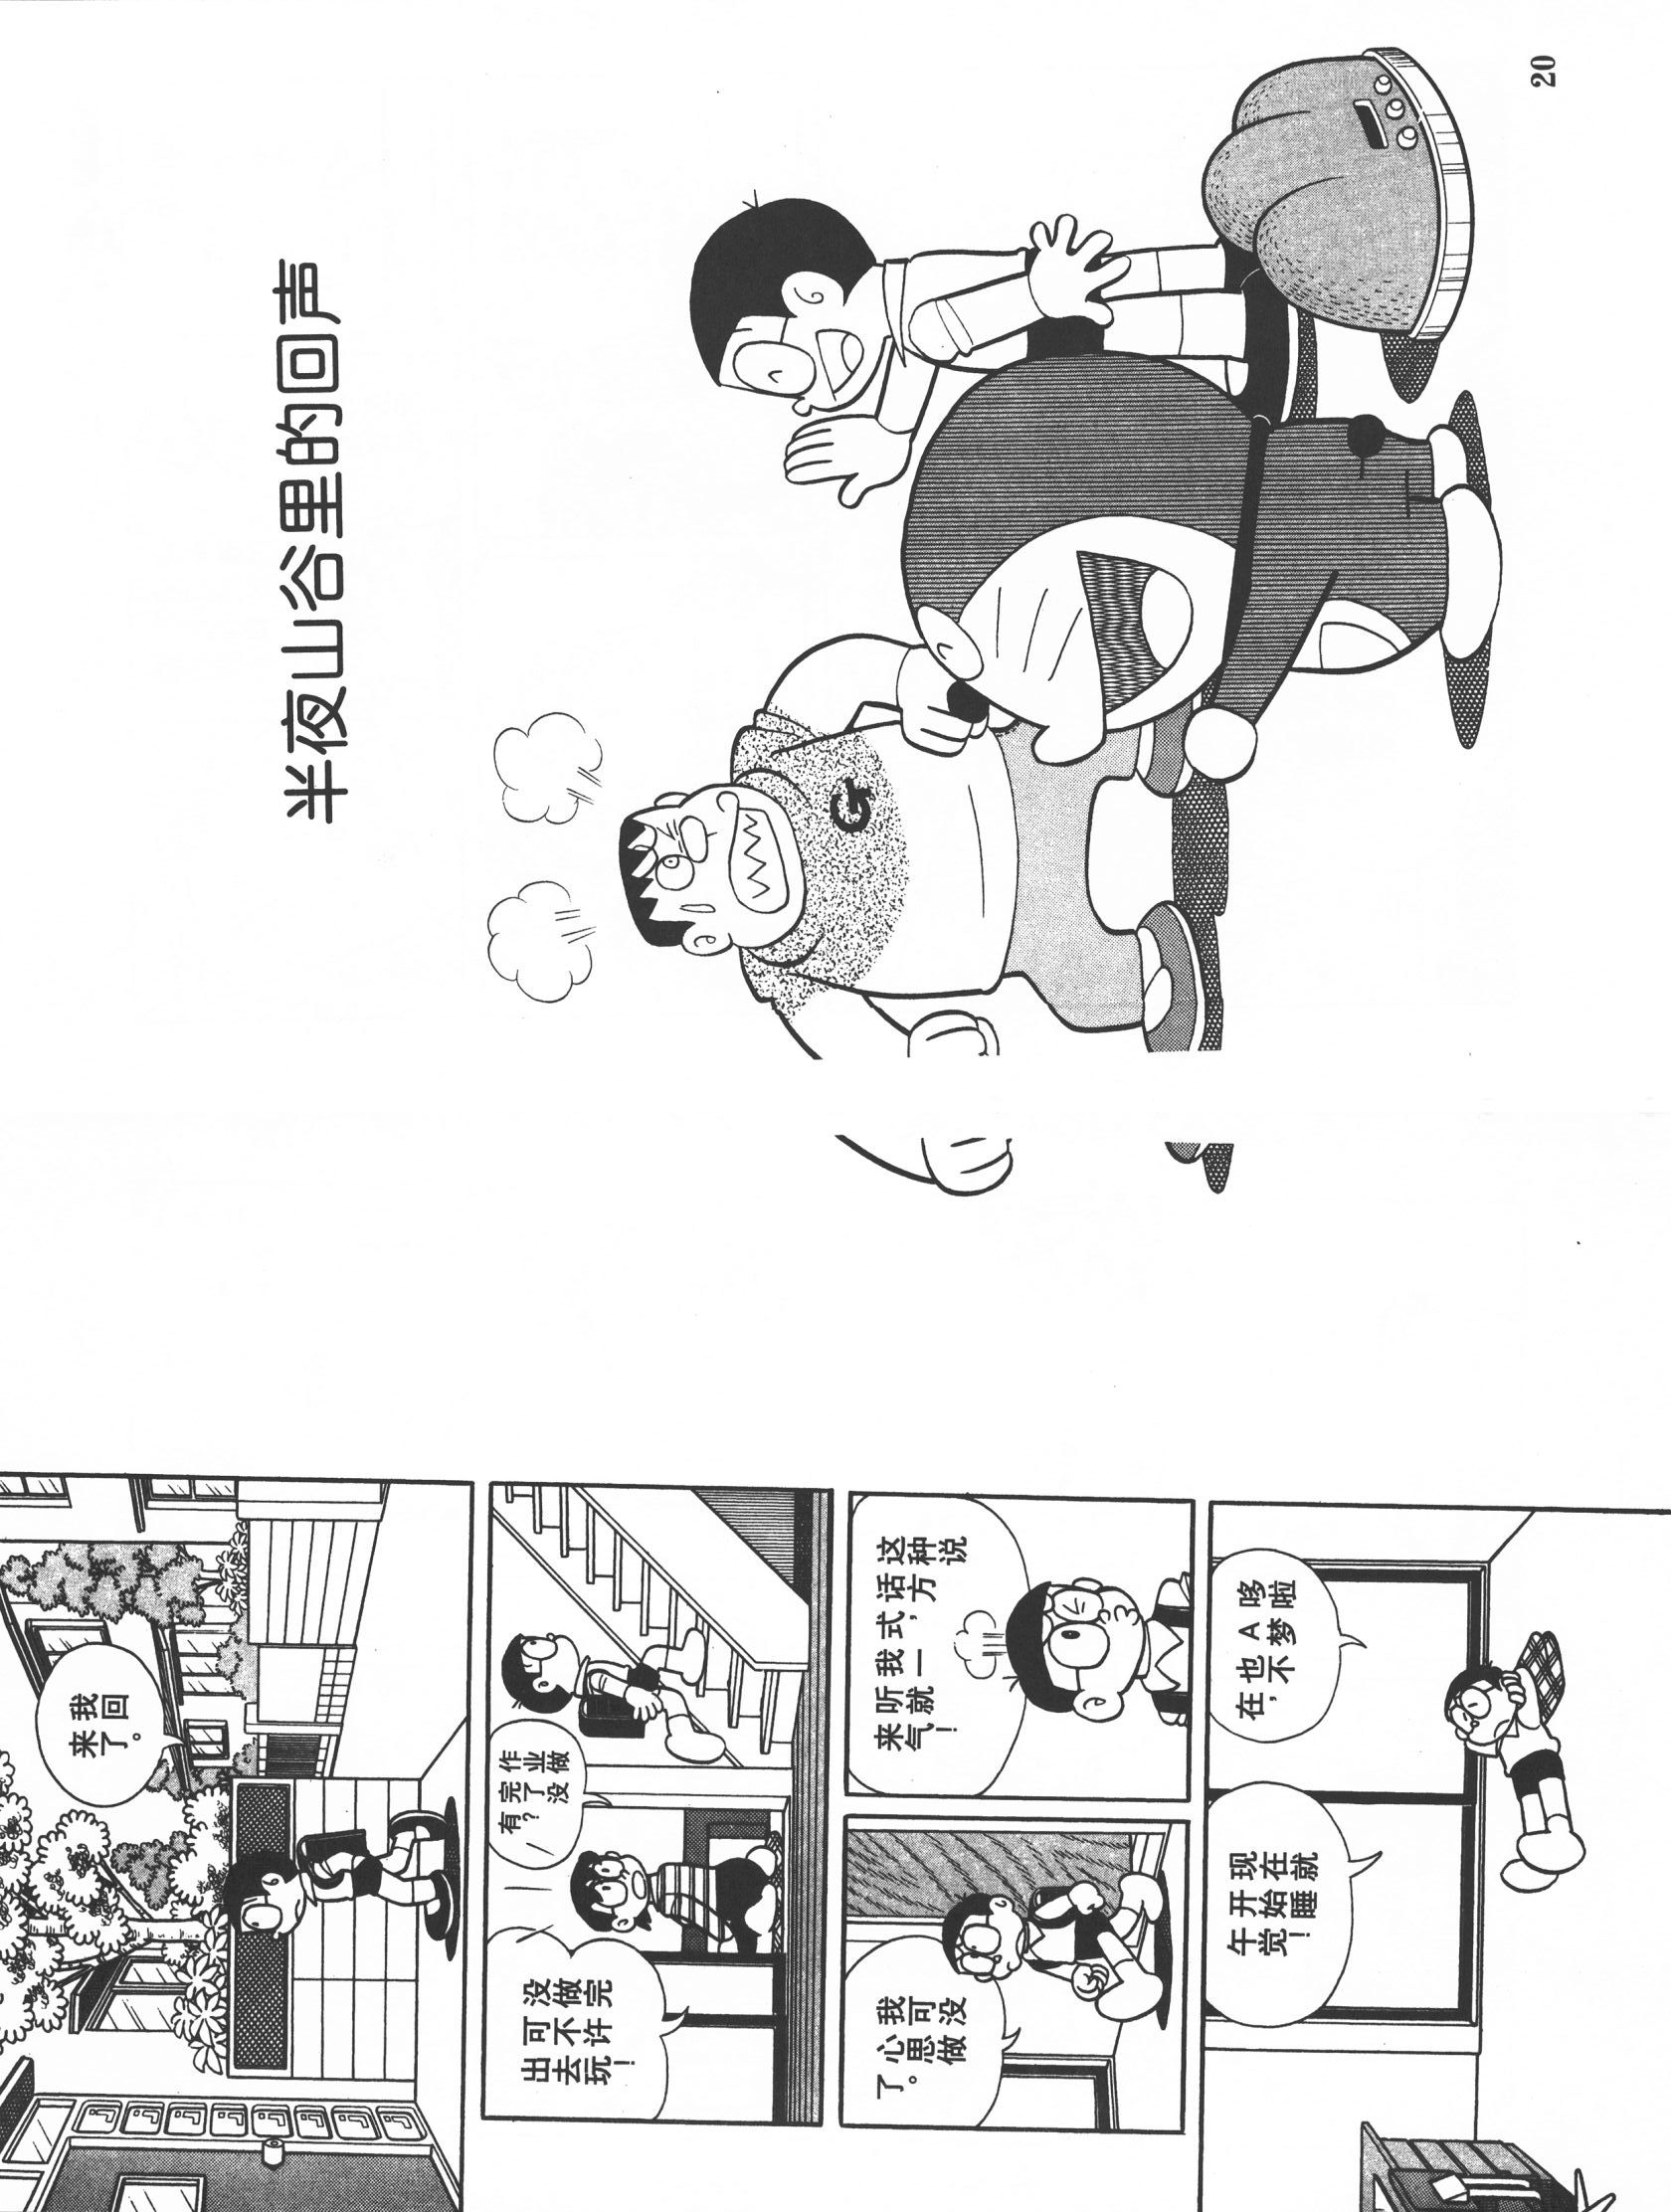 半夜山谷里的回声
G
20
我回
来了。
作业做
完了没
有?
没做完
可不许
出去玩!
这种说
话方
式,
我一
听就
来气!
我可没
心思做
了。
哆啦
A梦
也不
在,
现在就
开始睡
午觉!